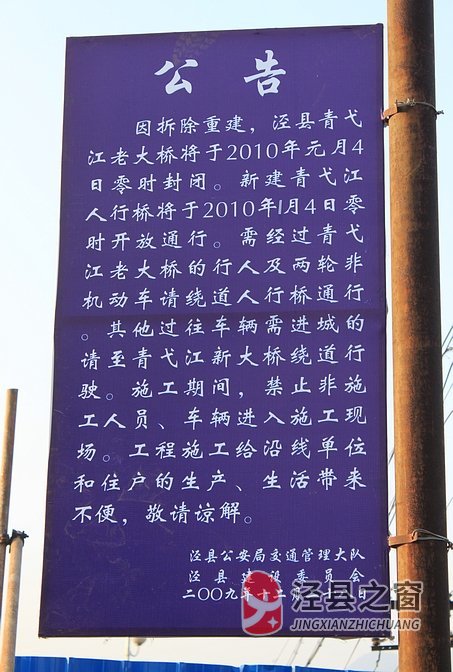 公告
因拆除重建，泾县青弋
江老大桥将于2010年元月4
日零时封闭。新建青弋江
人行桥将于2010年1月4日零
时开放通行。需经过青弋
江老大桥的行人及两轮非
机动车请绕道人行桥通行
。其他过往车辆需进城的
请至青弋江新大桥绕道行
驶。施工期间，禁止非施
工人员、车辆进入施工现
场。工程施工给沿线单位
和住户的生产、生活带来
不便，敬请谅解。
泾县公安局交通管理大队
泾县建设委员会
二〇〇九年十二月
泾县之窗
JINGXIANZHICHUANG